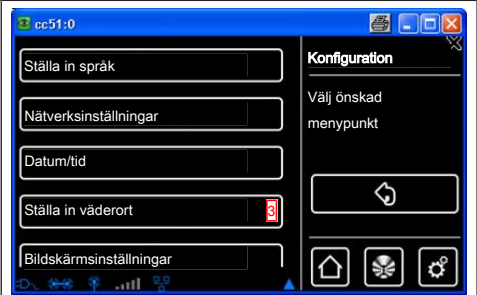 cc51:0
Ställa in språk
Nätverksinställningar
Datum/tid
Ställa in väderort
3
Bildskärmsinställningar
Konfiguration
Välj önskad
menypunkt